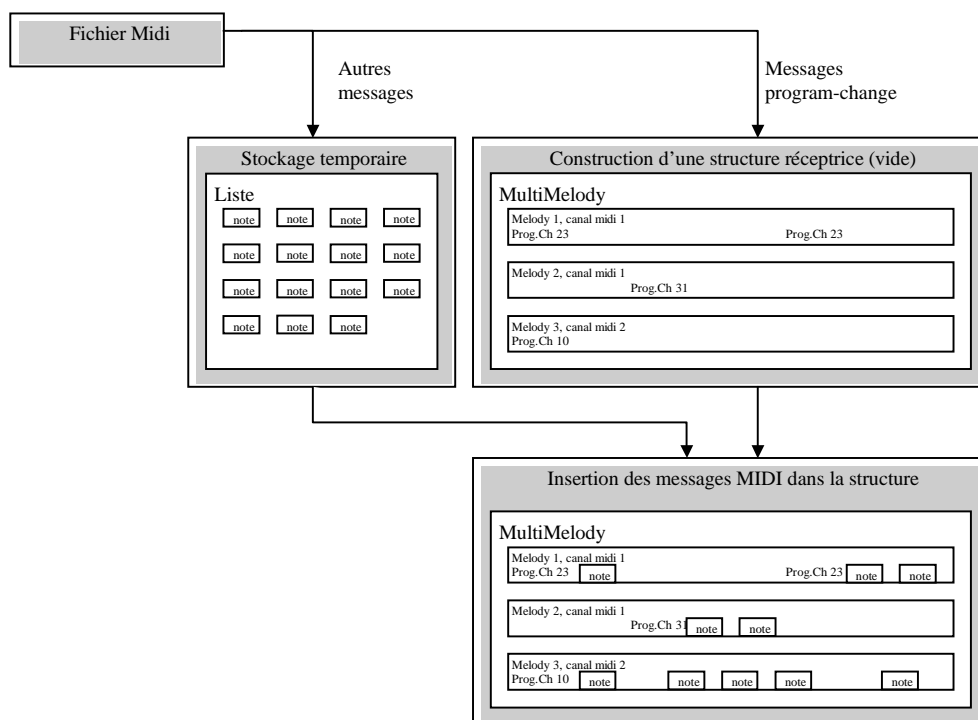 Fichier Midi
Autres
messages
Messages
program-change
Stockage temporaire
Liste
note note note note
note note note note
note note note note
note note note
Construction d'une structure réceptrice (vide)
MultiMelody
Melody 1, canal midi 1
Prog.Ch 23 Prog.Ch 23
Melody 2, canal midi 1
Prog.Ch 31
Melody 3, canal midi 2
Prog.Ch 10
Insertion des messages MIDI dans la structure
MultiMelody
Melody 1, canal midi 1
Prog.Ch 23 note Prog.Ch 23 note note
Melody 2, canal midi 1
Prog.Ch 31 note note
Melody 3, canal midi 2
Prog.Ch 10 note note note note note